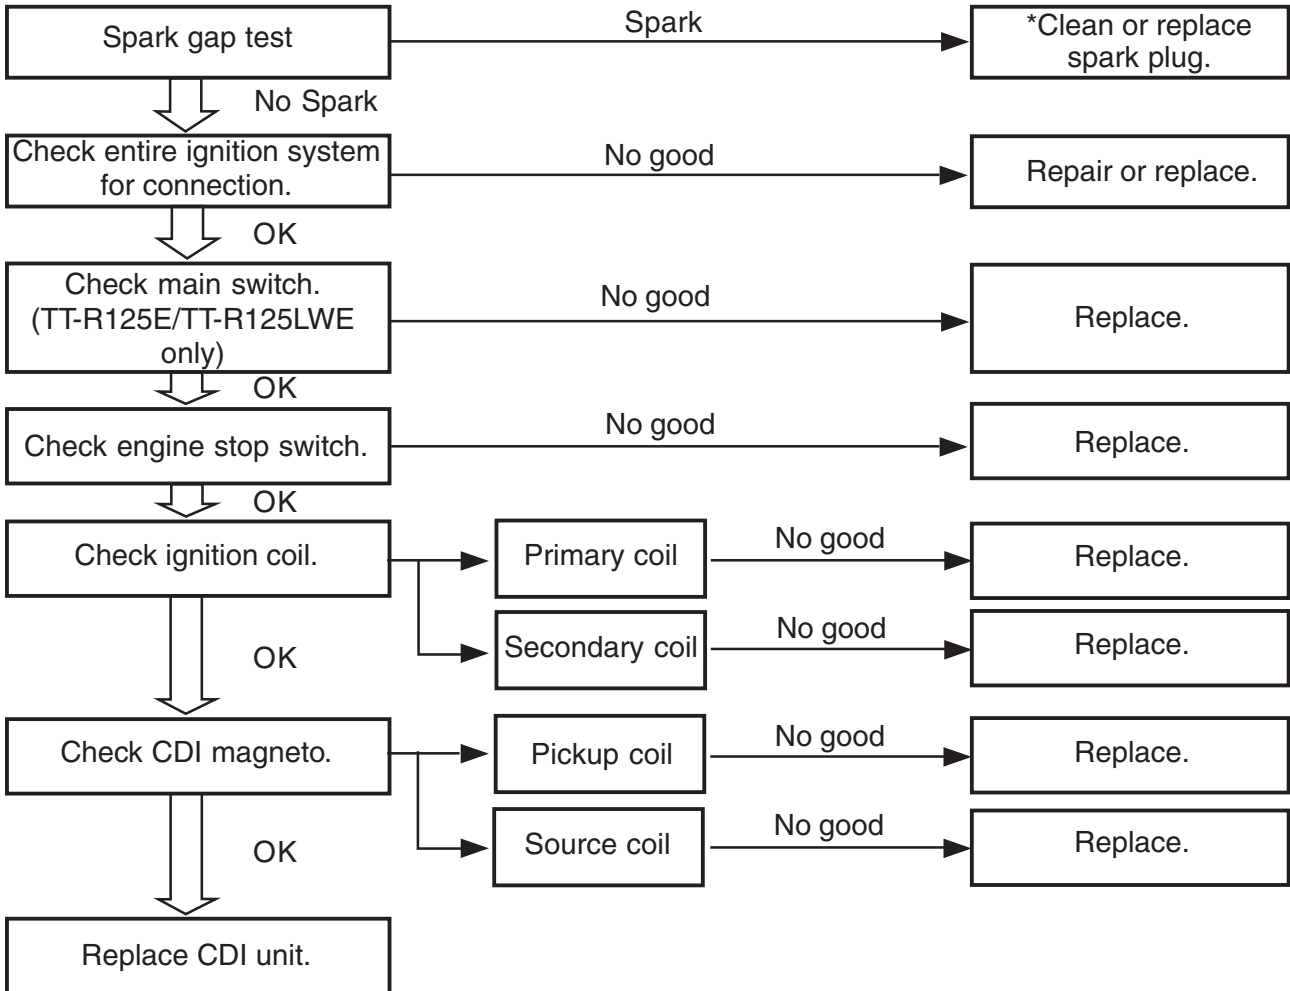 Spark gap test
Spark
*Clean or replace
spark plug.
No Spark
Check entire ignition system
for connection.
No good
Repair or replace.
OK
Check main switch.
(TT-R125E/TT-R125LWE
only)
No good
Replace.
OK
Check engine stop switch.
No good
Replace.
OK
Check ignition coil.
Primary coil
No good
Replace.
Secondary coil
No good
Replace.
OK
Check CDI magneto.
Pickup coil
No good
Replace.
Source coil
No good
Replace.
OK
Replace CDI unit.